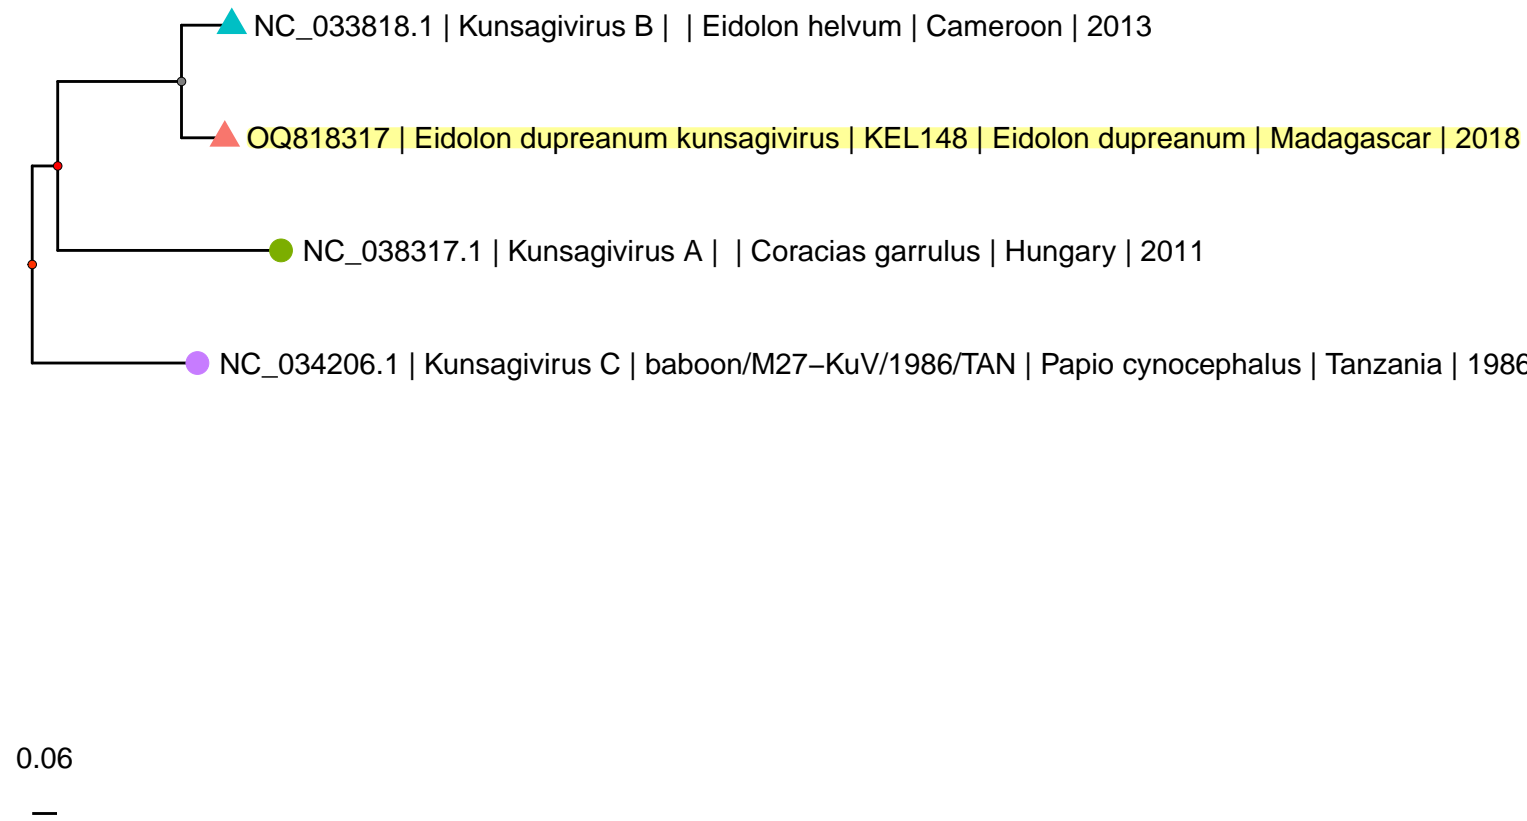 NC_033818.1 | Kunsagivirus B | | Eidolon helvum | Cameroon | 2013
OQ818317 | Eidolon dupreanum kunsagivirus | KEL148 | Eidolon dupreanum | Madagascar | 2018
NC_038317.1 | Kunsagivirus A | | Coracias garrulus | Hungary | 2011
NC_034206.1 | Kunsagivirus C | baboon/M27−KuV/1986/TAN | Papio cynocephalus | Tanzania | 1986
0.06